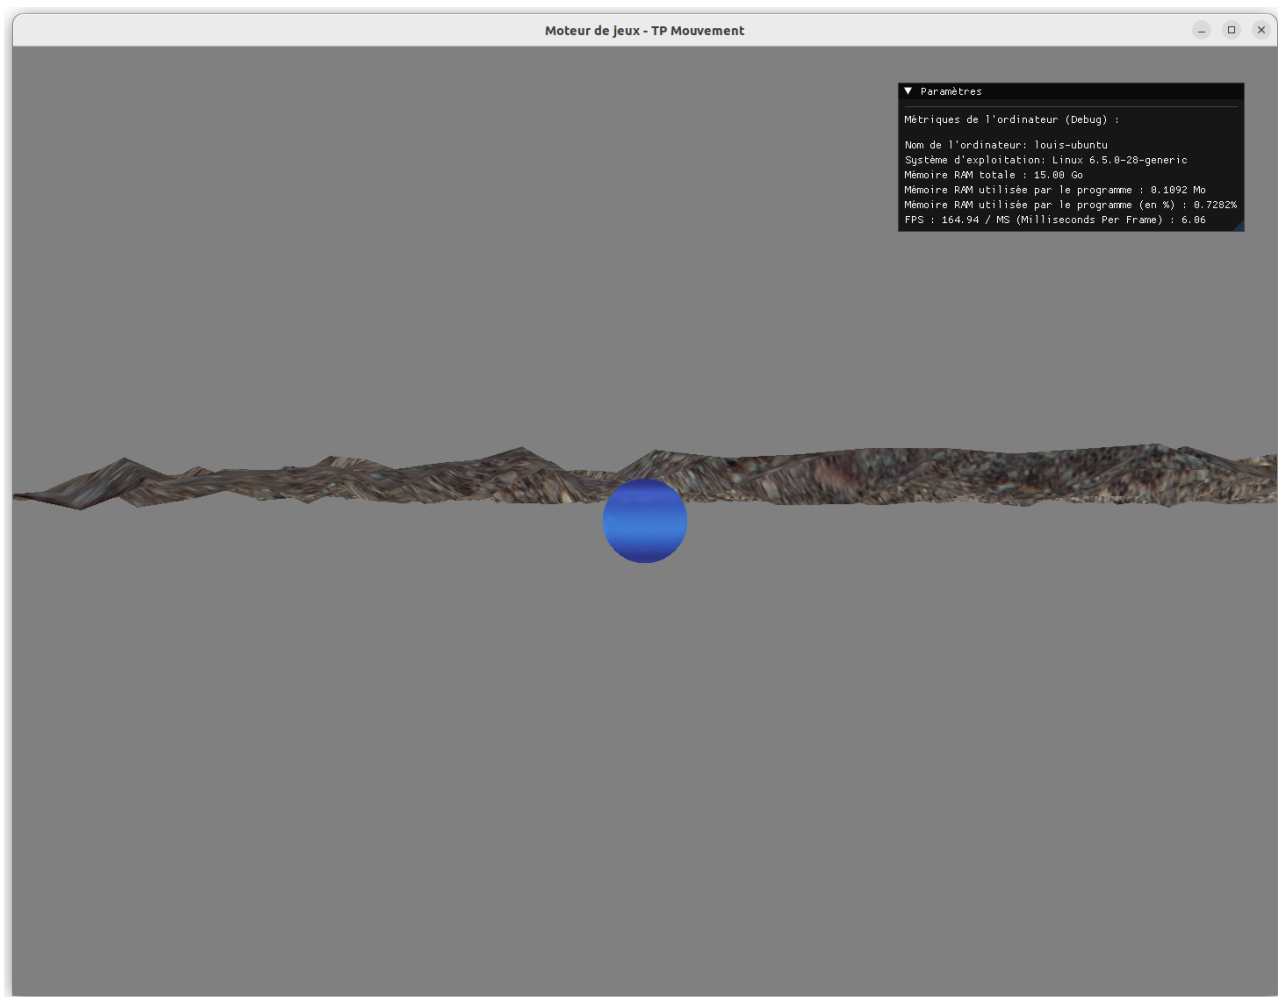 Moteur de jeux - TP Mouvement
Paramètres
Métriques de l'ordinateur (Debug) :
Nom de l'ordinateur: louis-ubuntu
Système d'exploitation: Linux 6.5.0-28-generic
Mémoire RAM totale : 15.00 Go
Mémoire RAM utilisée par le programme : 0.1092 Mo
Mémoire RAM utilisée par le programme (en %) : 0.7282%
FPS : 164.94 / MS (Milliseconds Per Frame) : 6.06